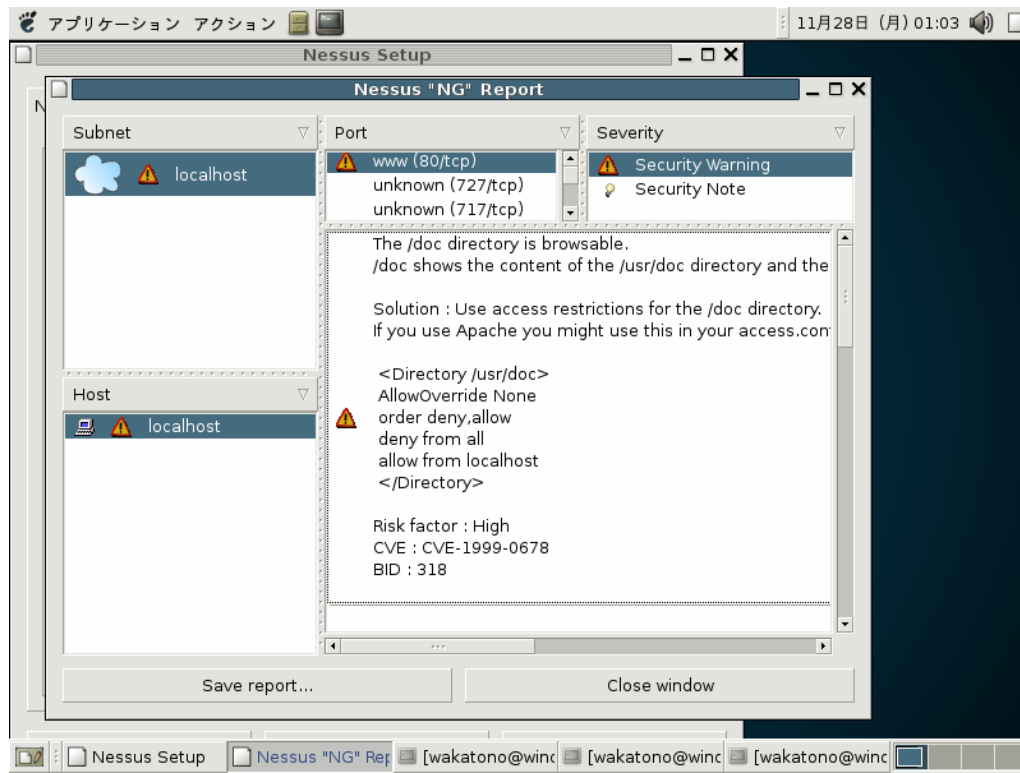 アプリケーション アクション
11月28日 (月) 01:03
Nessus Setup
Nessus "NG" Report
Subnet
localhost
Port
www (80/tcp)
unknown (727/tcp)
unknown (717/tcp)
Severity
Security Warning
Security Note
Host
localhost
The /doc directory is browsable.
/doc shows the content of the /usr/doc directory and the
Solution : Use access restrictions for the /doc directory.
If you use Apache you might use this in your access.con
<Directory /usr/doc>
AllowOverride None
order deny,allow
deny from all
allow from localhost
</Directory>
Risk factor : High
CVE : CVE-1999-0678
BID : 318
Save report...
Close window
Nessus Setup
Nessus "NG" Rep
[wakatono@winc
[wakatono@winc
[wakatono@winc